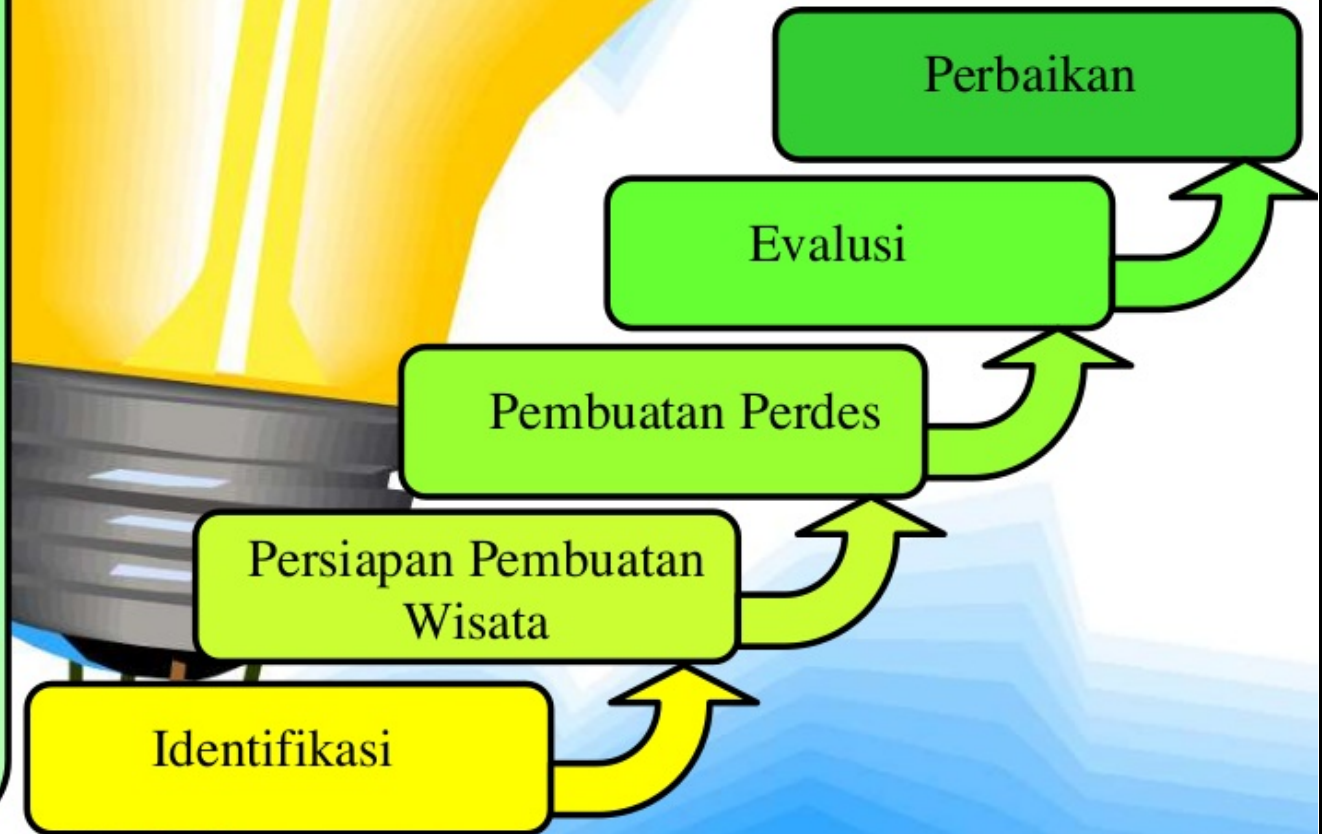 Perbaikan
Evalusi
Pembuatan Perdes
Persiapan Pembuatan
Wisata
Identifikasi